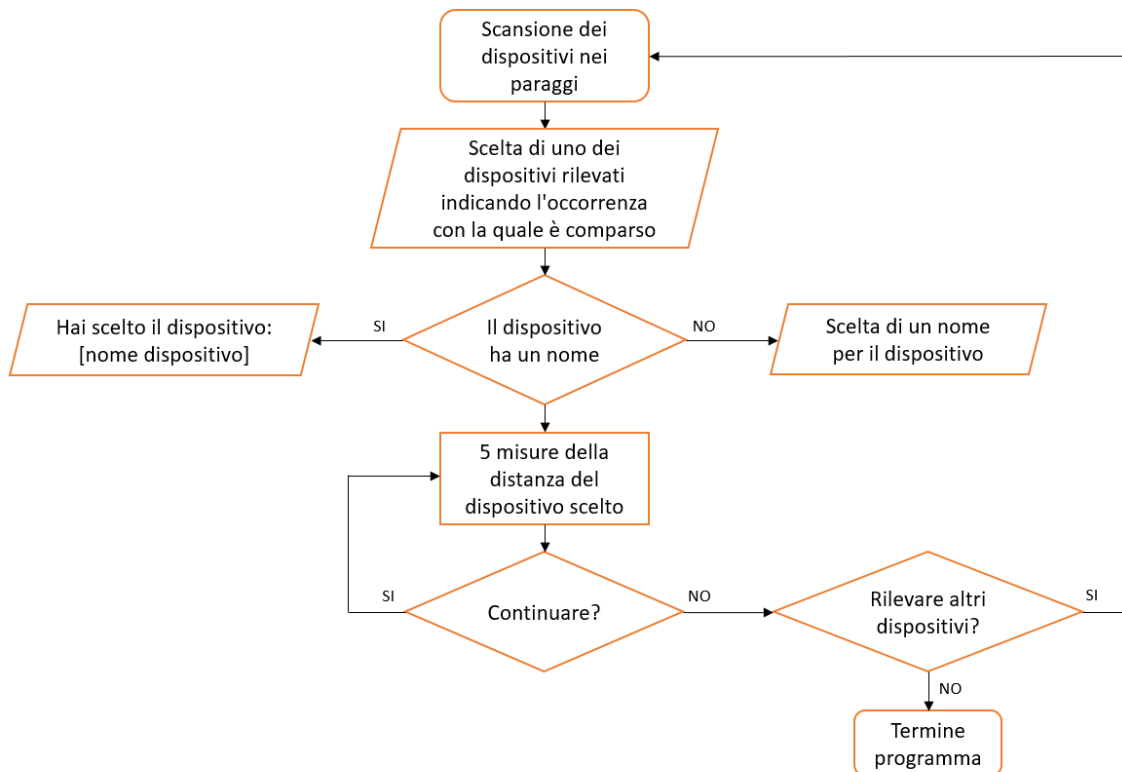 Scansione dei
dispositivi nei
paraggi
Scelta di uno dei
dispositivi rilevati
indicando l'occorrenza
con la quale è comparso
Hai scelto il dispositivo:
[nome dispositivo]
SI
Il dispositivo
ha un nome
NO
Scelta di un nome
per il dispositivo
5 misure della
distanza del
dispositivo scelto
SI
Continuare?
NO
Rilevare altri
dispositivi?
SI
NO
Termine
programma